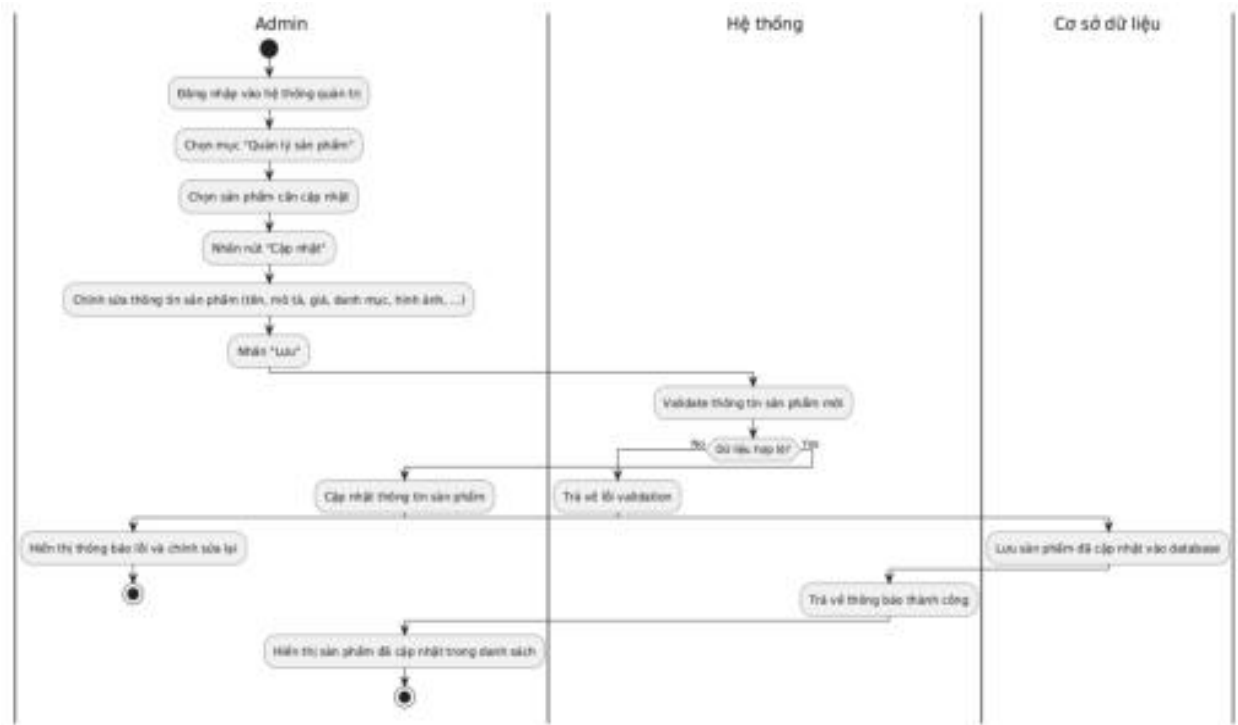 Admin
Hệ thống
Cơ sở dữ liệu
Đăng nhập vào hệ thống quản trị
Chọn mục "Quản lý sản phẩm"
Chọn sản phẩm cần cập nhật
Nhấn nút "Cập nhật"
Chỉnh sửa thông tin sản phẩm (tên, mô tả, giá, danh mục, hình ảnh, ...)
Nhấn "Lưu"
Validate thông tin sản phẩm mới
No
Dữ liệu hợp lệ?
Yes
Cập nhật thông tin sản phẩm
Trả về lỗi validation
Hiển thị thông báo lỗi và chỉnh sửa lại
Lưu sản phẩm đã cập nhật vào database
Trả về thông báo thành công
Hiển thị sản phẩm đã cập nhật trong danh sách